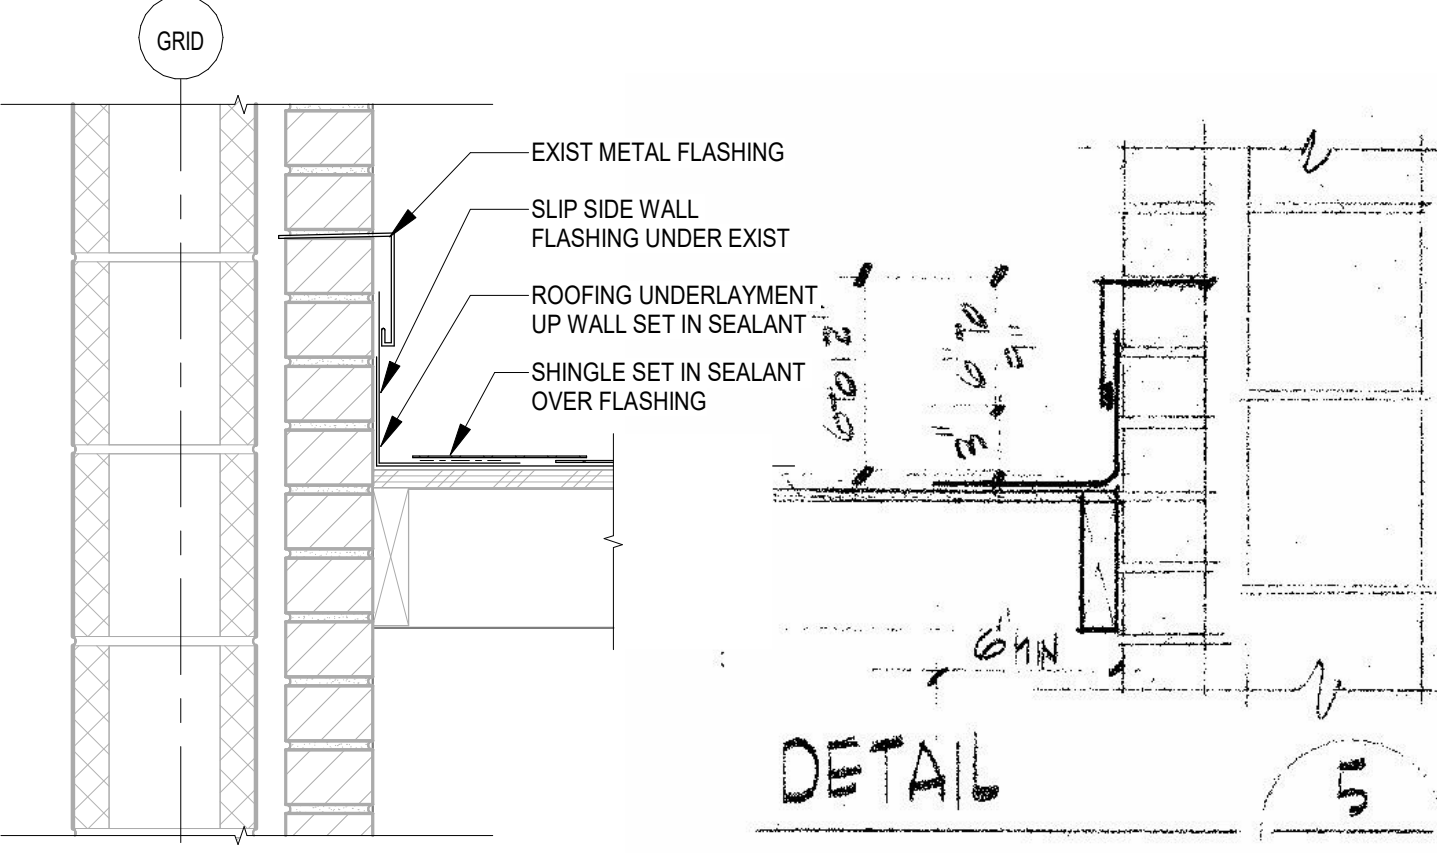 GRID
EXIST METAL FLASHING
SLIP SIDE WALL
FLASHING UNDER EXIST
ROOFING UNDERLAYMENT
UP WALL SET IN SEALANT
SHINGLE SET IN SEALANT
OVER FLASHING
3"
6"MIN
DETAIL
5